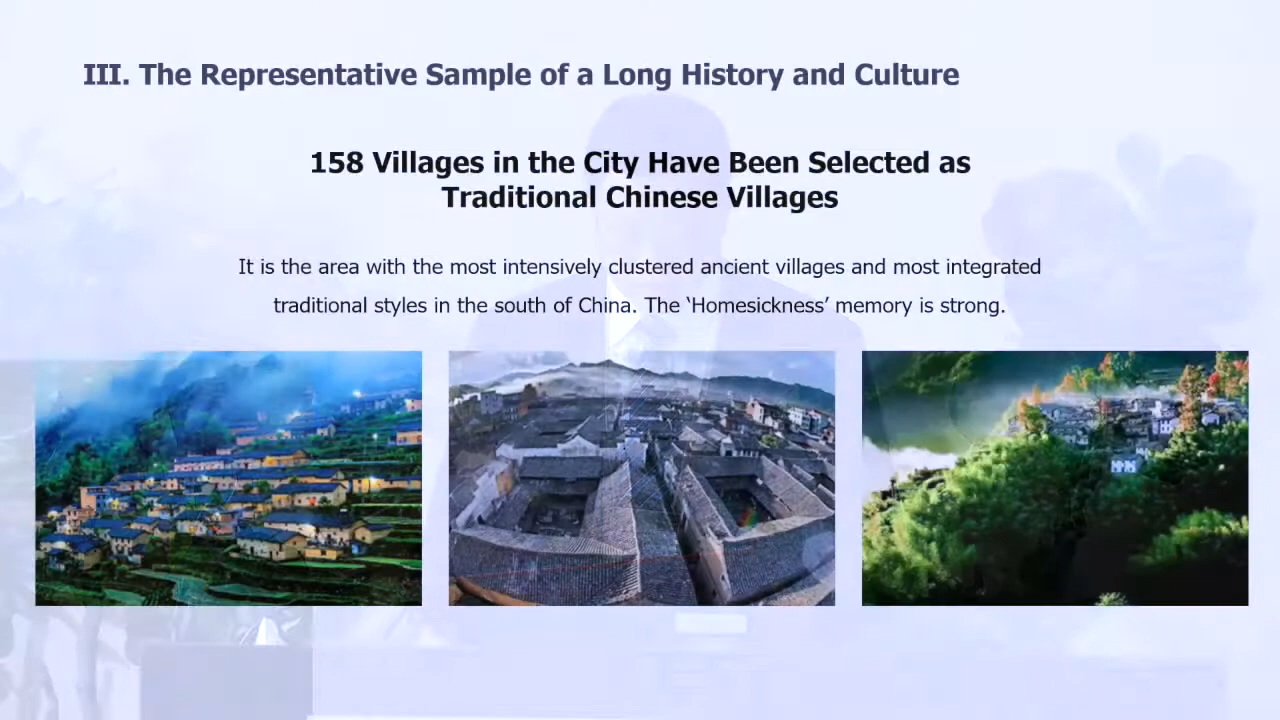 III. The Representative Sample of a Long History and Culture
158 Villages in the City Have Been Selected as
Traditional Chinese Villages
It is the area with the most intensively clustered ancient villages and most integrated
traditional styles in the south of China. The ‘Homesickness’ memory is strong.